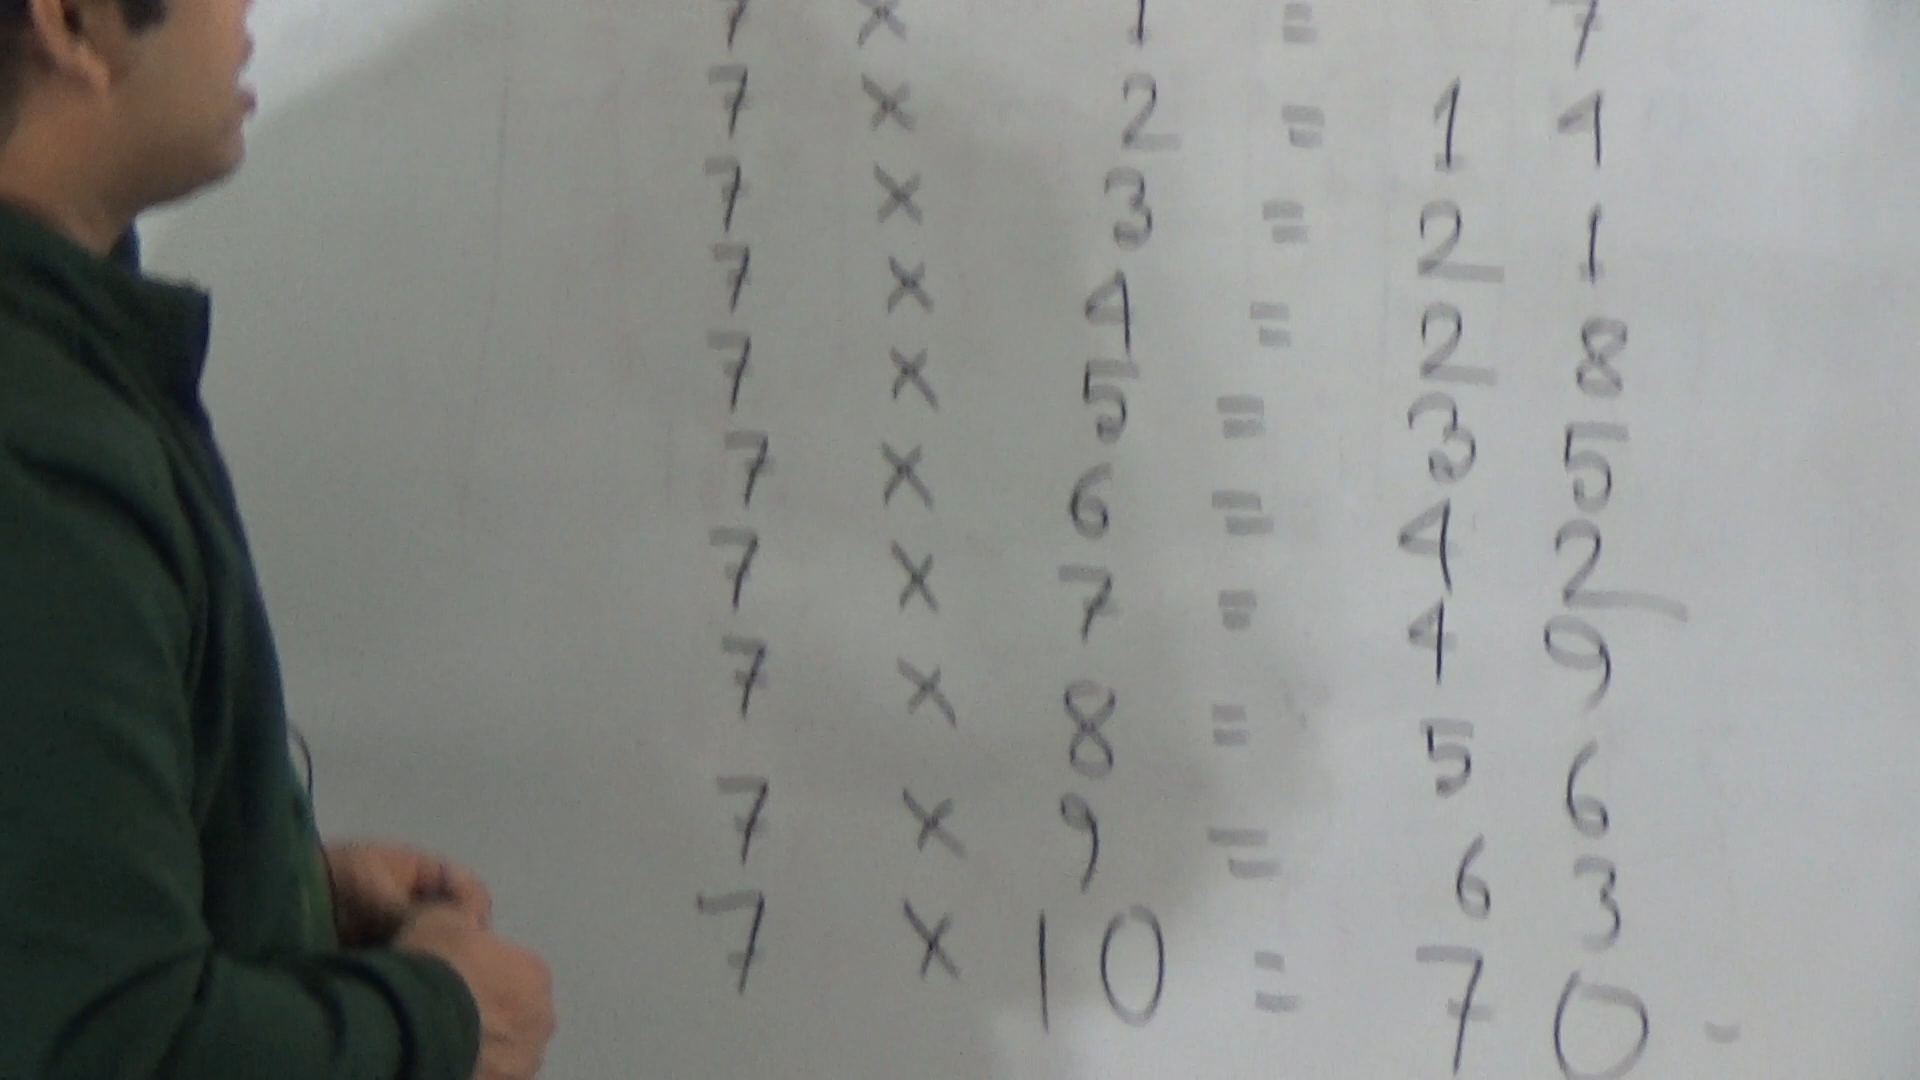 7 x 1 = 7
7 x 2 = 14
7 x 3 = 21
7 x 4 = 28
7 x 5 = 35
7 x 6 = 42
7 x 7 = 49
7 x 8 = 56
7 x 9 = 63
7 x 10 = 70